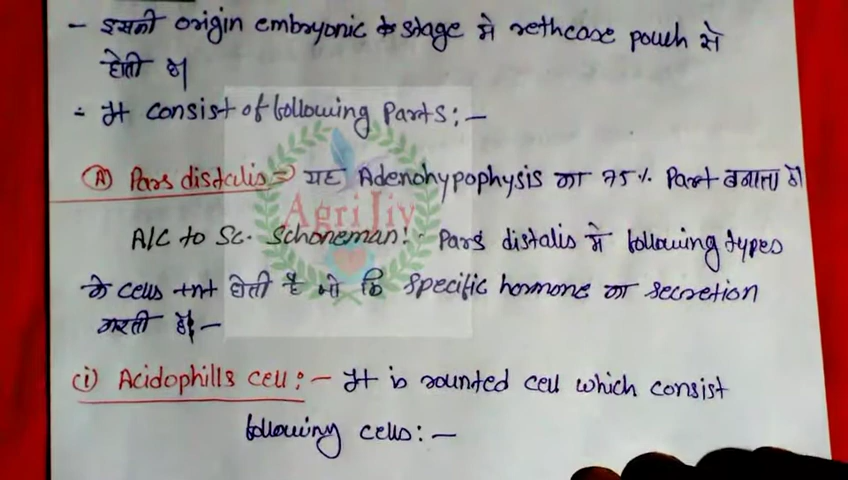 - इसकी origin embryonic के stage में rethcase pouch से
होती है।
- It consist of following Parts:-
(A) Pars distalis => यह Adenohypophysis का 75% Part बनाता है।
AgriJiv
A/C to Sc. Schoneman:- Pars distalis में following types
के cells +nt होती है जो कि specific hormone का secretion
करती है।-
(i) Acidophills cell:- It is rounded cell which consist
following cells:-